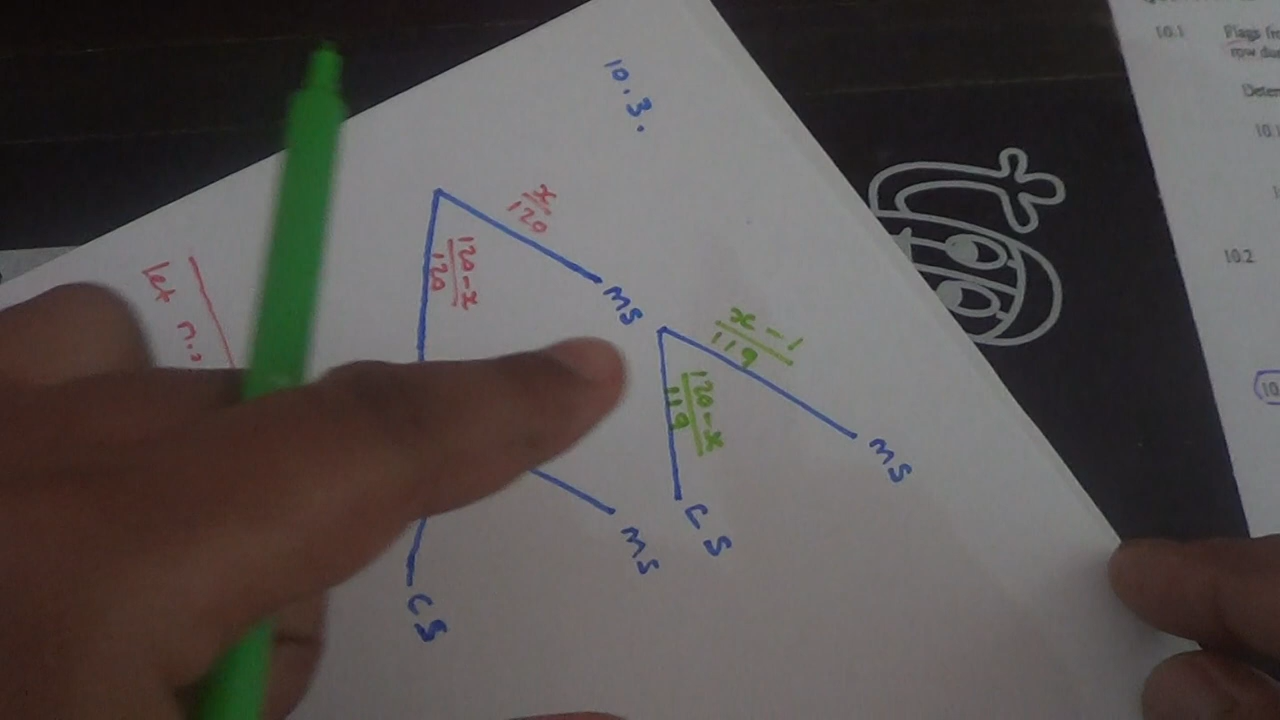 10.3.
x/120
MS
120-x/120
x-1/119
MS
120-x/119
CS
MS
CS
let
10.1
Flags
row
10.2